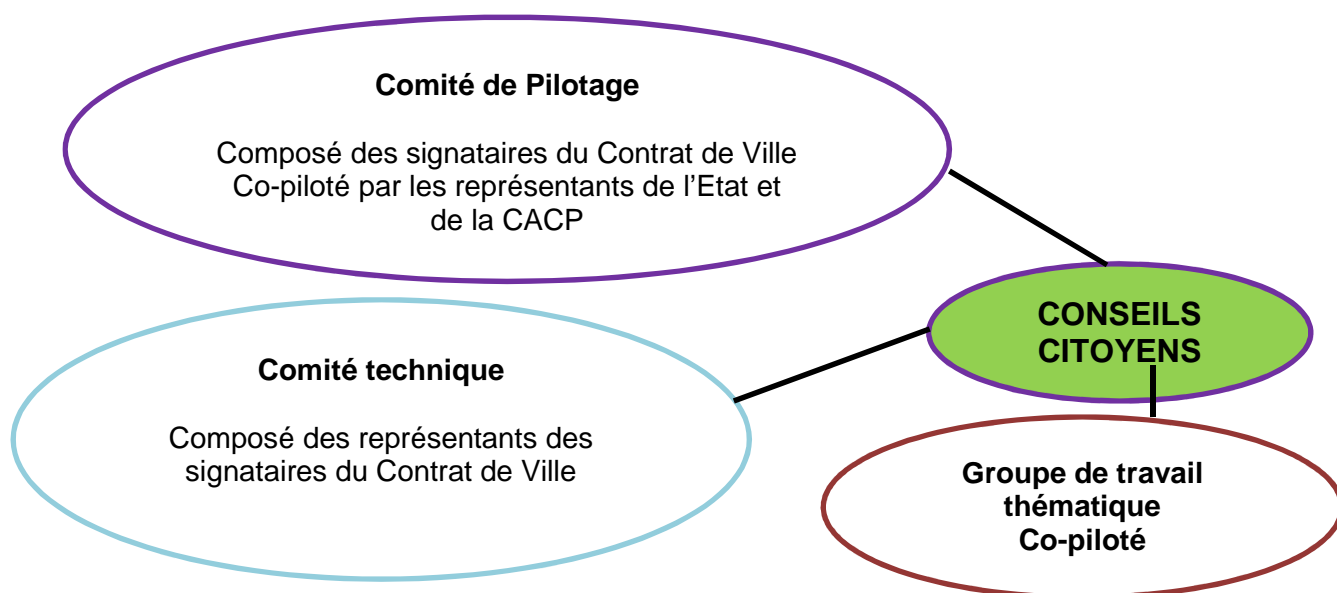 Comité de Pilotage
Composé des signataires du Contrat de Ville
Co-piloté par les représentants de l’Etat et
de la CACP
CONSEILS
CITOYENS
Comité technique
Composé des représentants des
signataires du Contrat de Ville
Groupe de travail
thématique
Co-piloté